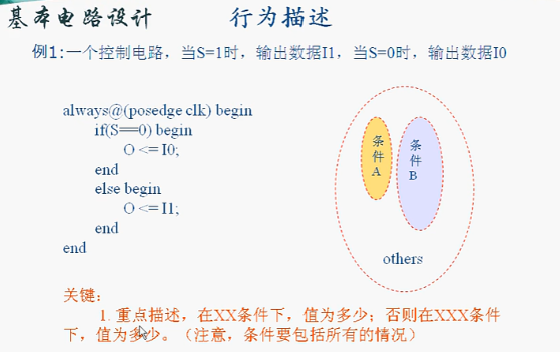 基本电路设计 行为描述
例1:一个控制电路，当S=1时，输出数据I1，当S=0时，输出数据I0
always@(posedge clk) begin
if(S==0) begin
O <= I0;
end
else begin
O <= I1;
end
end
条件A
条件B
others
关键：
1. 重点描述，在XX条件下，值为多少；否则在XXX条件
下，值为多少。（注意，条件要包括所有的情况）